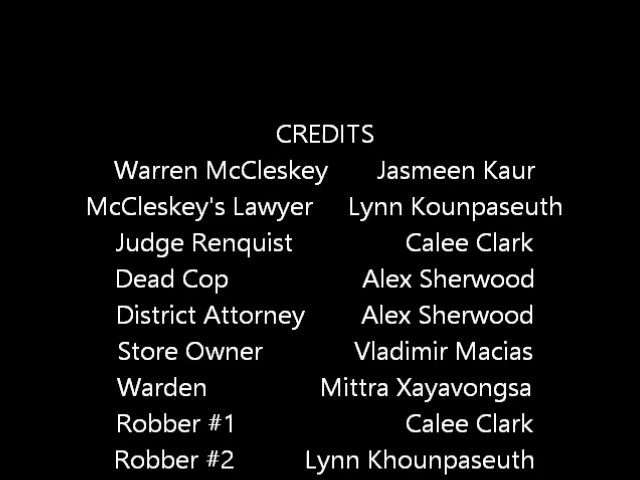 CREDITS
Warren McCleskey Jasmeen Kaur
McCleskey's Lawyer Lynn Kounpaseuth
Judge Renquist Calee Clark
Dead Cop Alex Sherwood
District Attorney Alex Sherwood
Store Owner Vladimir Macias
Warden Mittra Xayavongsa
Robber #1 Calee Clark
Robber #2 Lynn Khounpaseuth